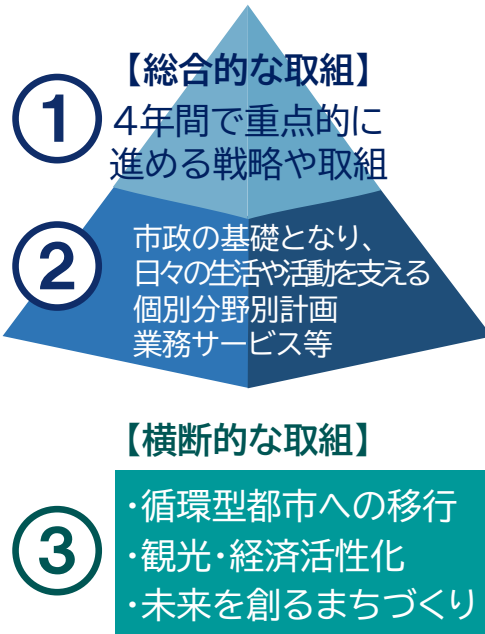 【総合的な取組】
①
4年間で重点的に
進める戦略や取組
②
市政の基礎となり、
日々の生活や活動を支える
個別分野別計画
業務サービス等
【横断的な取組】
③
・循環型都市への移行
・観光・経済活性化
・未来を創るまちづくり